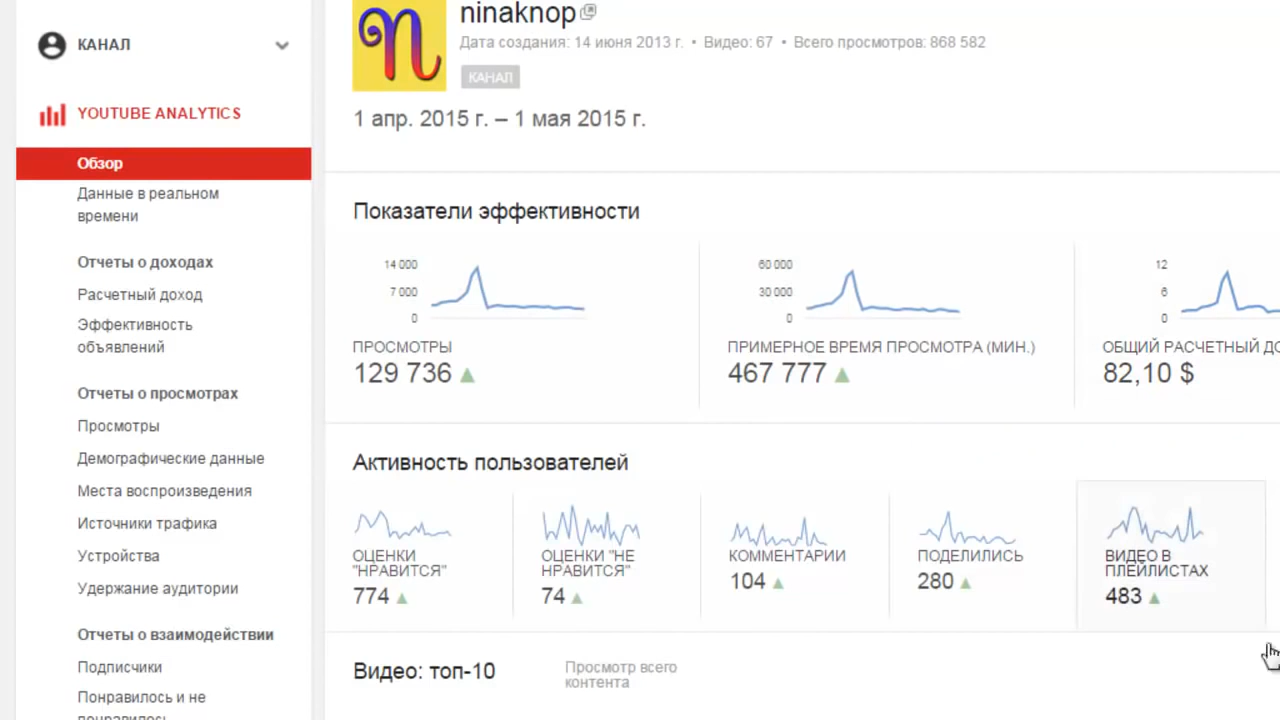 КАНАЛ
YOUTUBE ANALYTICS
Обзор
Данные в реальном
времени
Отчеты о доходах
Расчетный доход
Эффективность
объявлений
Отчеты о просмотрах
Просмотры
Демографические данные
Места воспроизведения
Источники трафика
Устройства
Удержание аудитории
Отчеты о взаимодействии
Подписчики
Понравилось и не
понравилось
n
ninaknop
Дата создания: 14 июня 2013 г. • Видео: 67 • Всего просмотров: 868 582
КАНАЛ
1 апр. 2015 г. – 1 мая 2015 г.
Показатели эффективности
14 000
7 000
0
ПРОСМОТРЫ
129 736
60 000
30 000
0
ПРИМЕРНОЕ ВРЕМЯ ПРОСМОТРА (МИН.)
467 777
12
6
0
ОБЩИЙ РАСЧЕТНЫЙ ДО
82,10 $
Активность пользователей
ОЦЕНКИ
"НРАВИТСЯ"
774
ОЦЕНКИ "НЕ
НРАВИТСЯ"
74
КОММЕНТАРИИ
104
ПОДЕЛИЛИСЬ
280
ВИДЕО В
ПЛЕЙЛИСТАХ
483
Видео: топ-10
Просмотр всего
контента